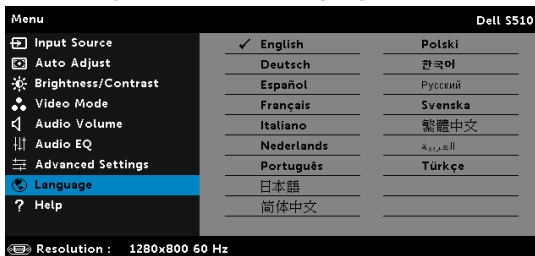 Menu Dell S510
Input Source
Auto Adjust
Brightness/Contrast
Video Mode
Audio Volume
Audio EQ
Advanced Settings
Language
Help
✓ English
Deutsch
Español
Français
Italiano
Nederlands
Português
日本語
简体中文
Polski
한국어
Русский
Svenska
繁體中文
العربية
Türkçe
Resolution : 1280x800 60 Hz